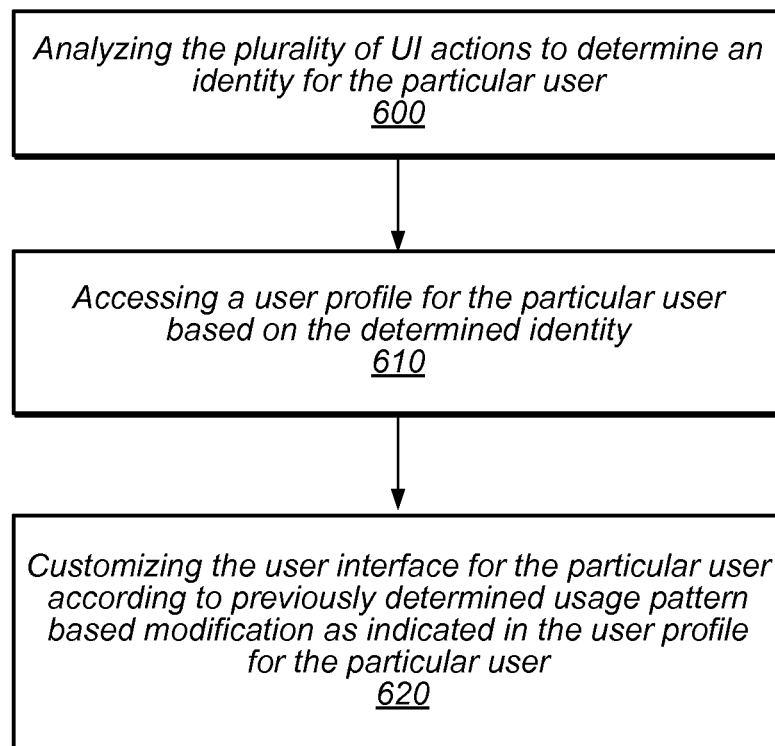 Analyzing the plurality of UI actions to determine an
identity for the particular user
600
Accessing a user profile for the particular user
based on the determined identity
610
Customizing the user interface for the particular user
according to previously determined usage pattern
based modification as indicated in the user profile
for the particular user
620